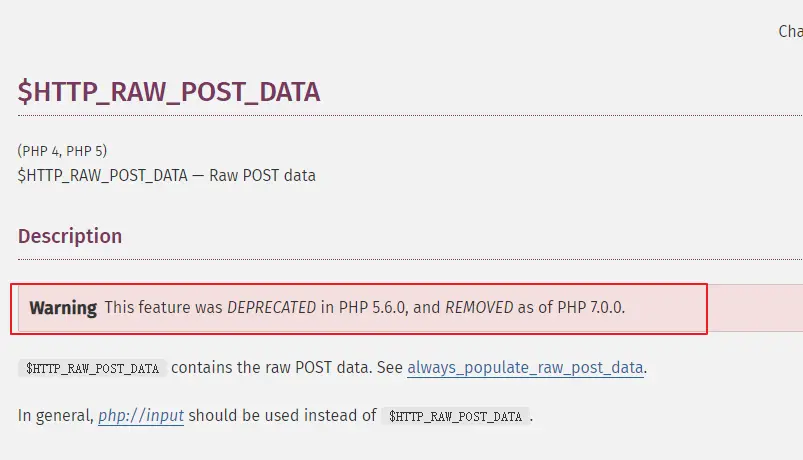 Cha
$HTTP_RAW_POST_DATA
(PHP 4, PHP 5)
$HTTP_RAW_POST_DATA — Raw POST data
Description
Warning This feature was DEPRECATED in PHP 5.6.0, and REMOVED as of PHP 7.0.0.
$HTTP_RAW_POST_DATA contains the raw POST data. See always_populate_raw_post_data.
In general, php://input should be used instead of $HTTP_RAW_POST_DATA .